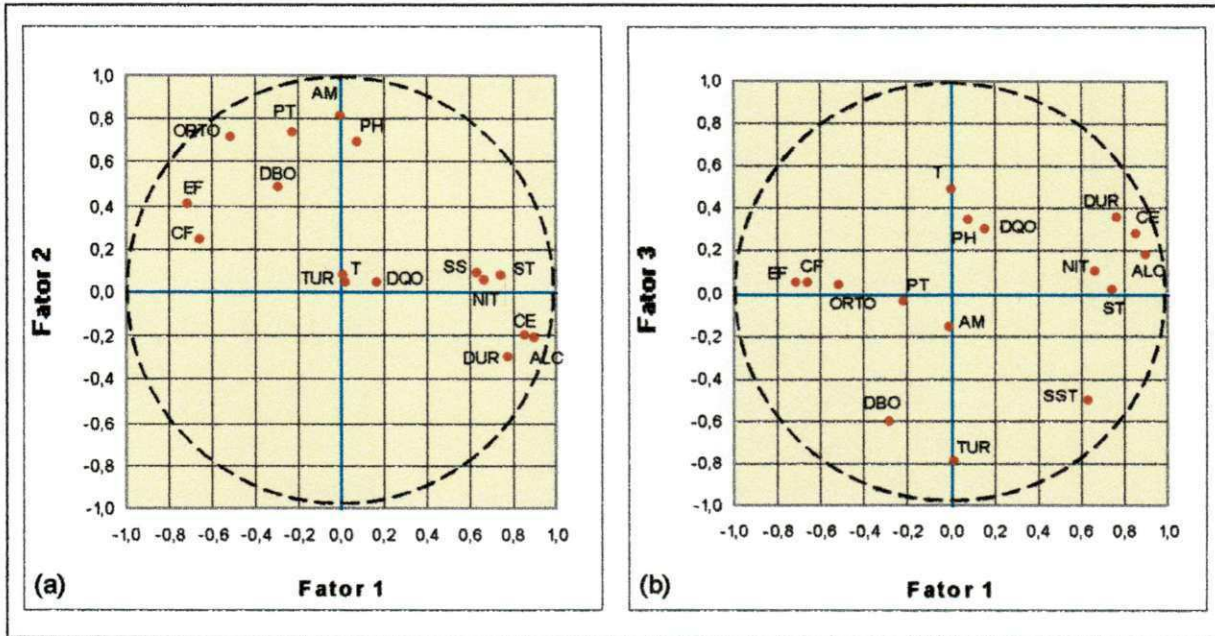 1,0
0,8
0,6
0,4
0,2
0,0
-0,2
-0,4
-0,6
-0,8
-1,0
-1,0 -0,8 -0,6 -0,4 -0,2 0,0 0,2 0,4 0,6 0,8 1,0
Fator 2
Fator 1
(a)
AM
PT
ORTO
PH
DBO
EF
CF
T
TUR
DQO
SS
ST
NIT
CE
DUR
ALC
1,0
0,8
0,6
0,4
0,2
0,0
-0,2
-0,4
-0,6
-0,8
-1,0
-1,0 -0,8 -0,6 -0,4 -0,2 0,0 0,2 0,4 0,6 0,8 1,0
Fator 3
Fator 1
(b)
T
DUR
CE
DQO
PH
NIT
ALC
EF
CF
PT
ORTO
ST
AM
SST
DBO
TUR